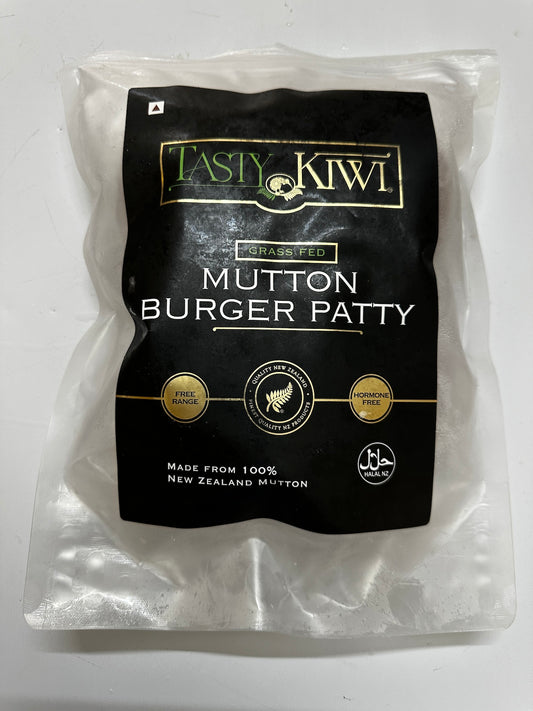 TASTY KIWI®
GRASS FED
MUTTON
BURGER PATTY
FREE
RANGE
QUALITY NEW ZEALAND
FINEST QUALITY NZ PRODUCTS
HORMONE
FREE
MADE FROM 100%
NEW ZEALAND MUTTON
حلال
HALAL NZ